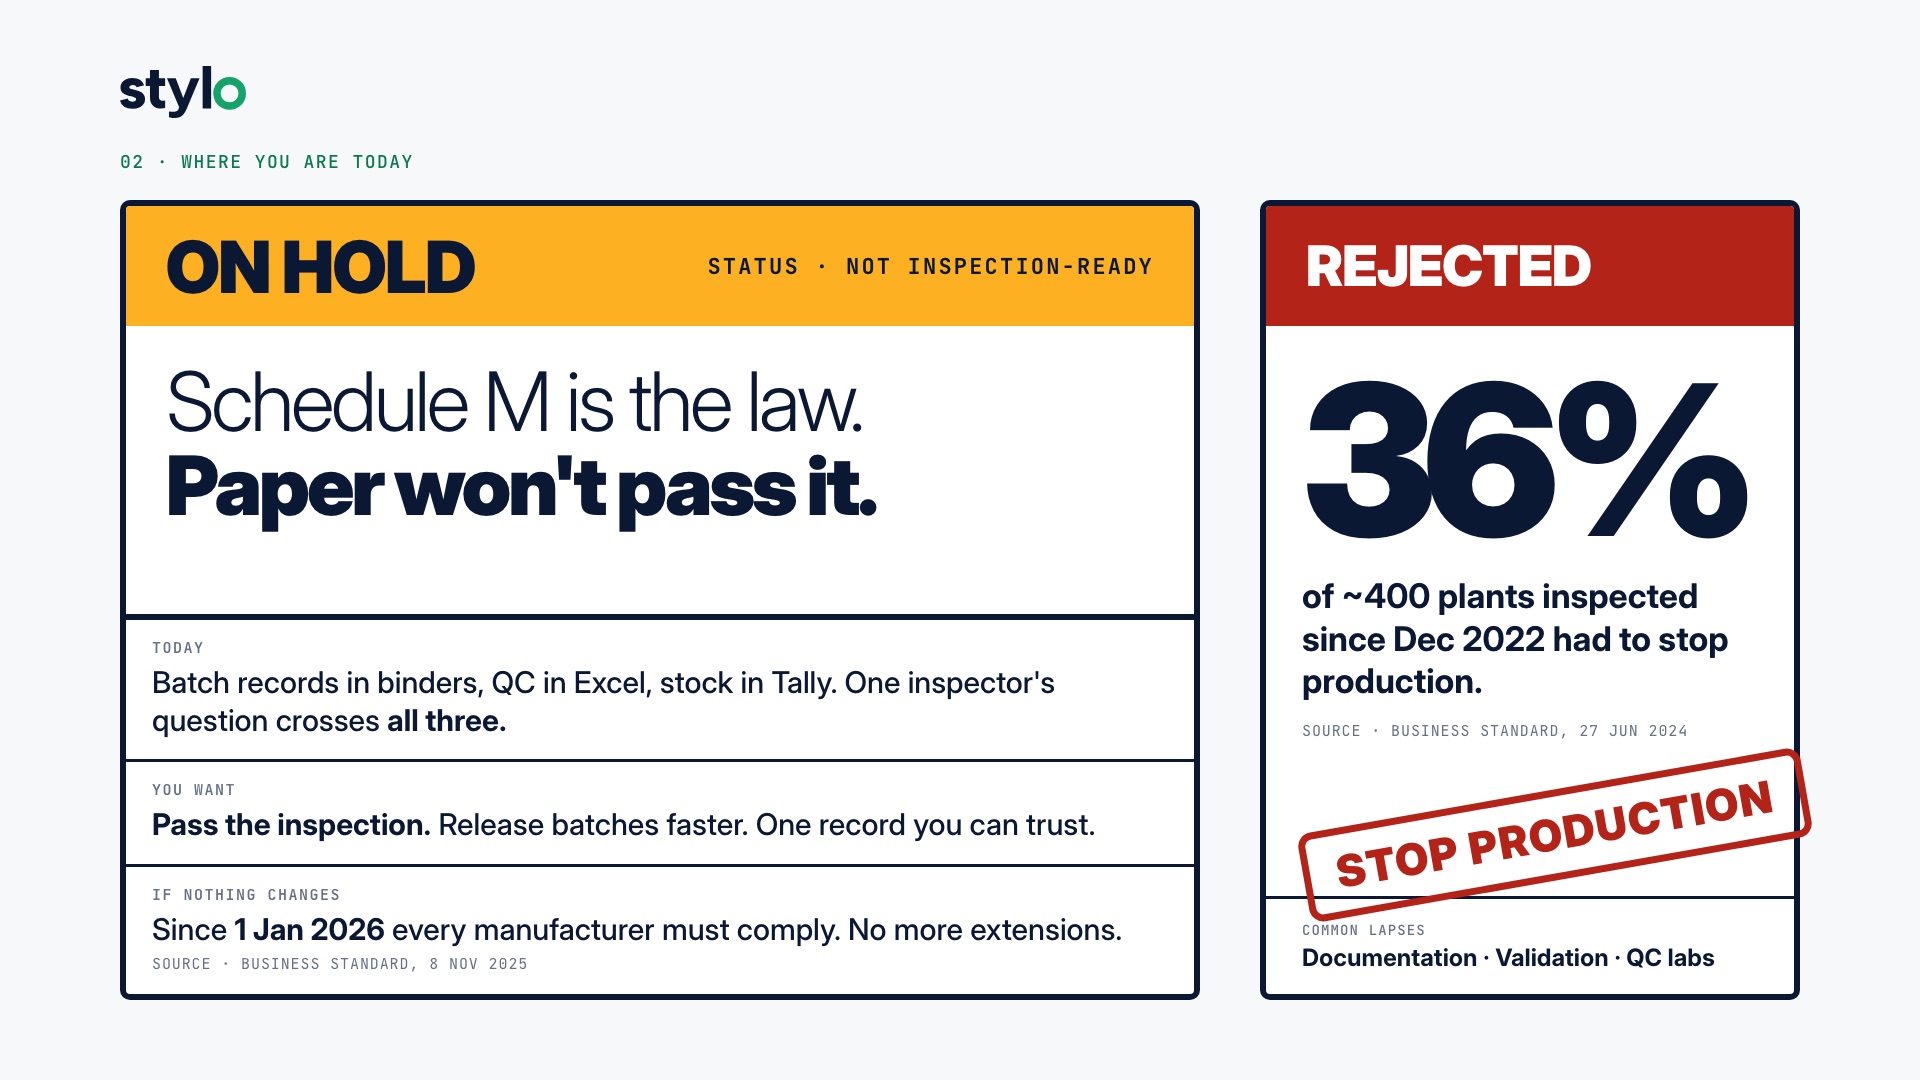 stylo
02 · WHERE YOU ARE TODAY
ON HOLD
STATUS · NOT INSPECTION-READY
Schedule M is the law.
Paper won't pass it.
TODAY
Batch records in binders, QC in Excel, stock in Tally. One inspector's
question crosses all three.
YOU WANT
Pass the inspection. Release batches faster. One record you can trust.
IF NOTHING CHANGES
Since 1 Jan 2026 every manufacturer must comply. No more extensions.
SOURCE · BUSINESS STANDARD, 8 NOV 2025
REJECTED
36%
of ~400 plants inspected
since Dec 2022 had to stop
production.
SOURCE · BUSINESS STANDARD, 27 JUN 2024
STOP PRODUCTION
COMMON LAPSES
Documentation · Validation · QC labs